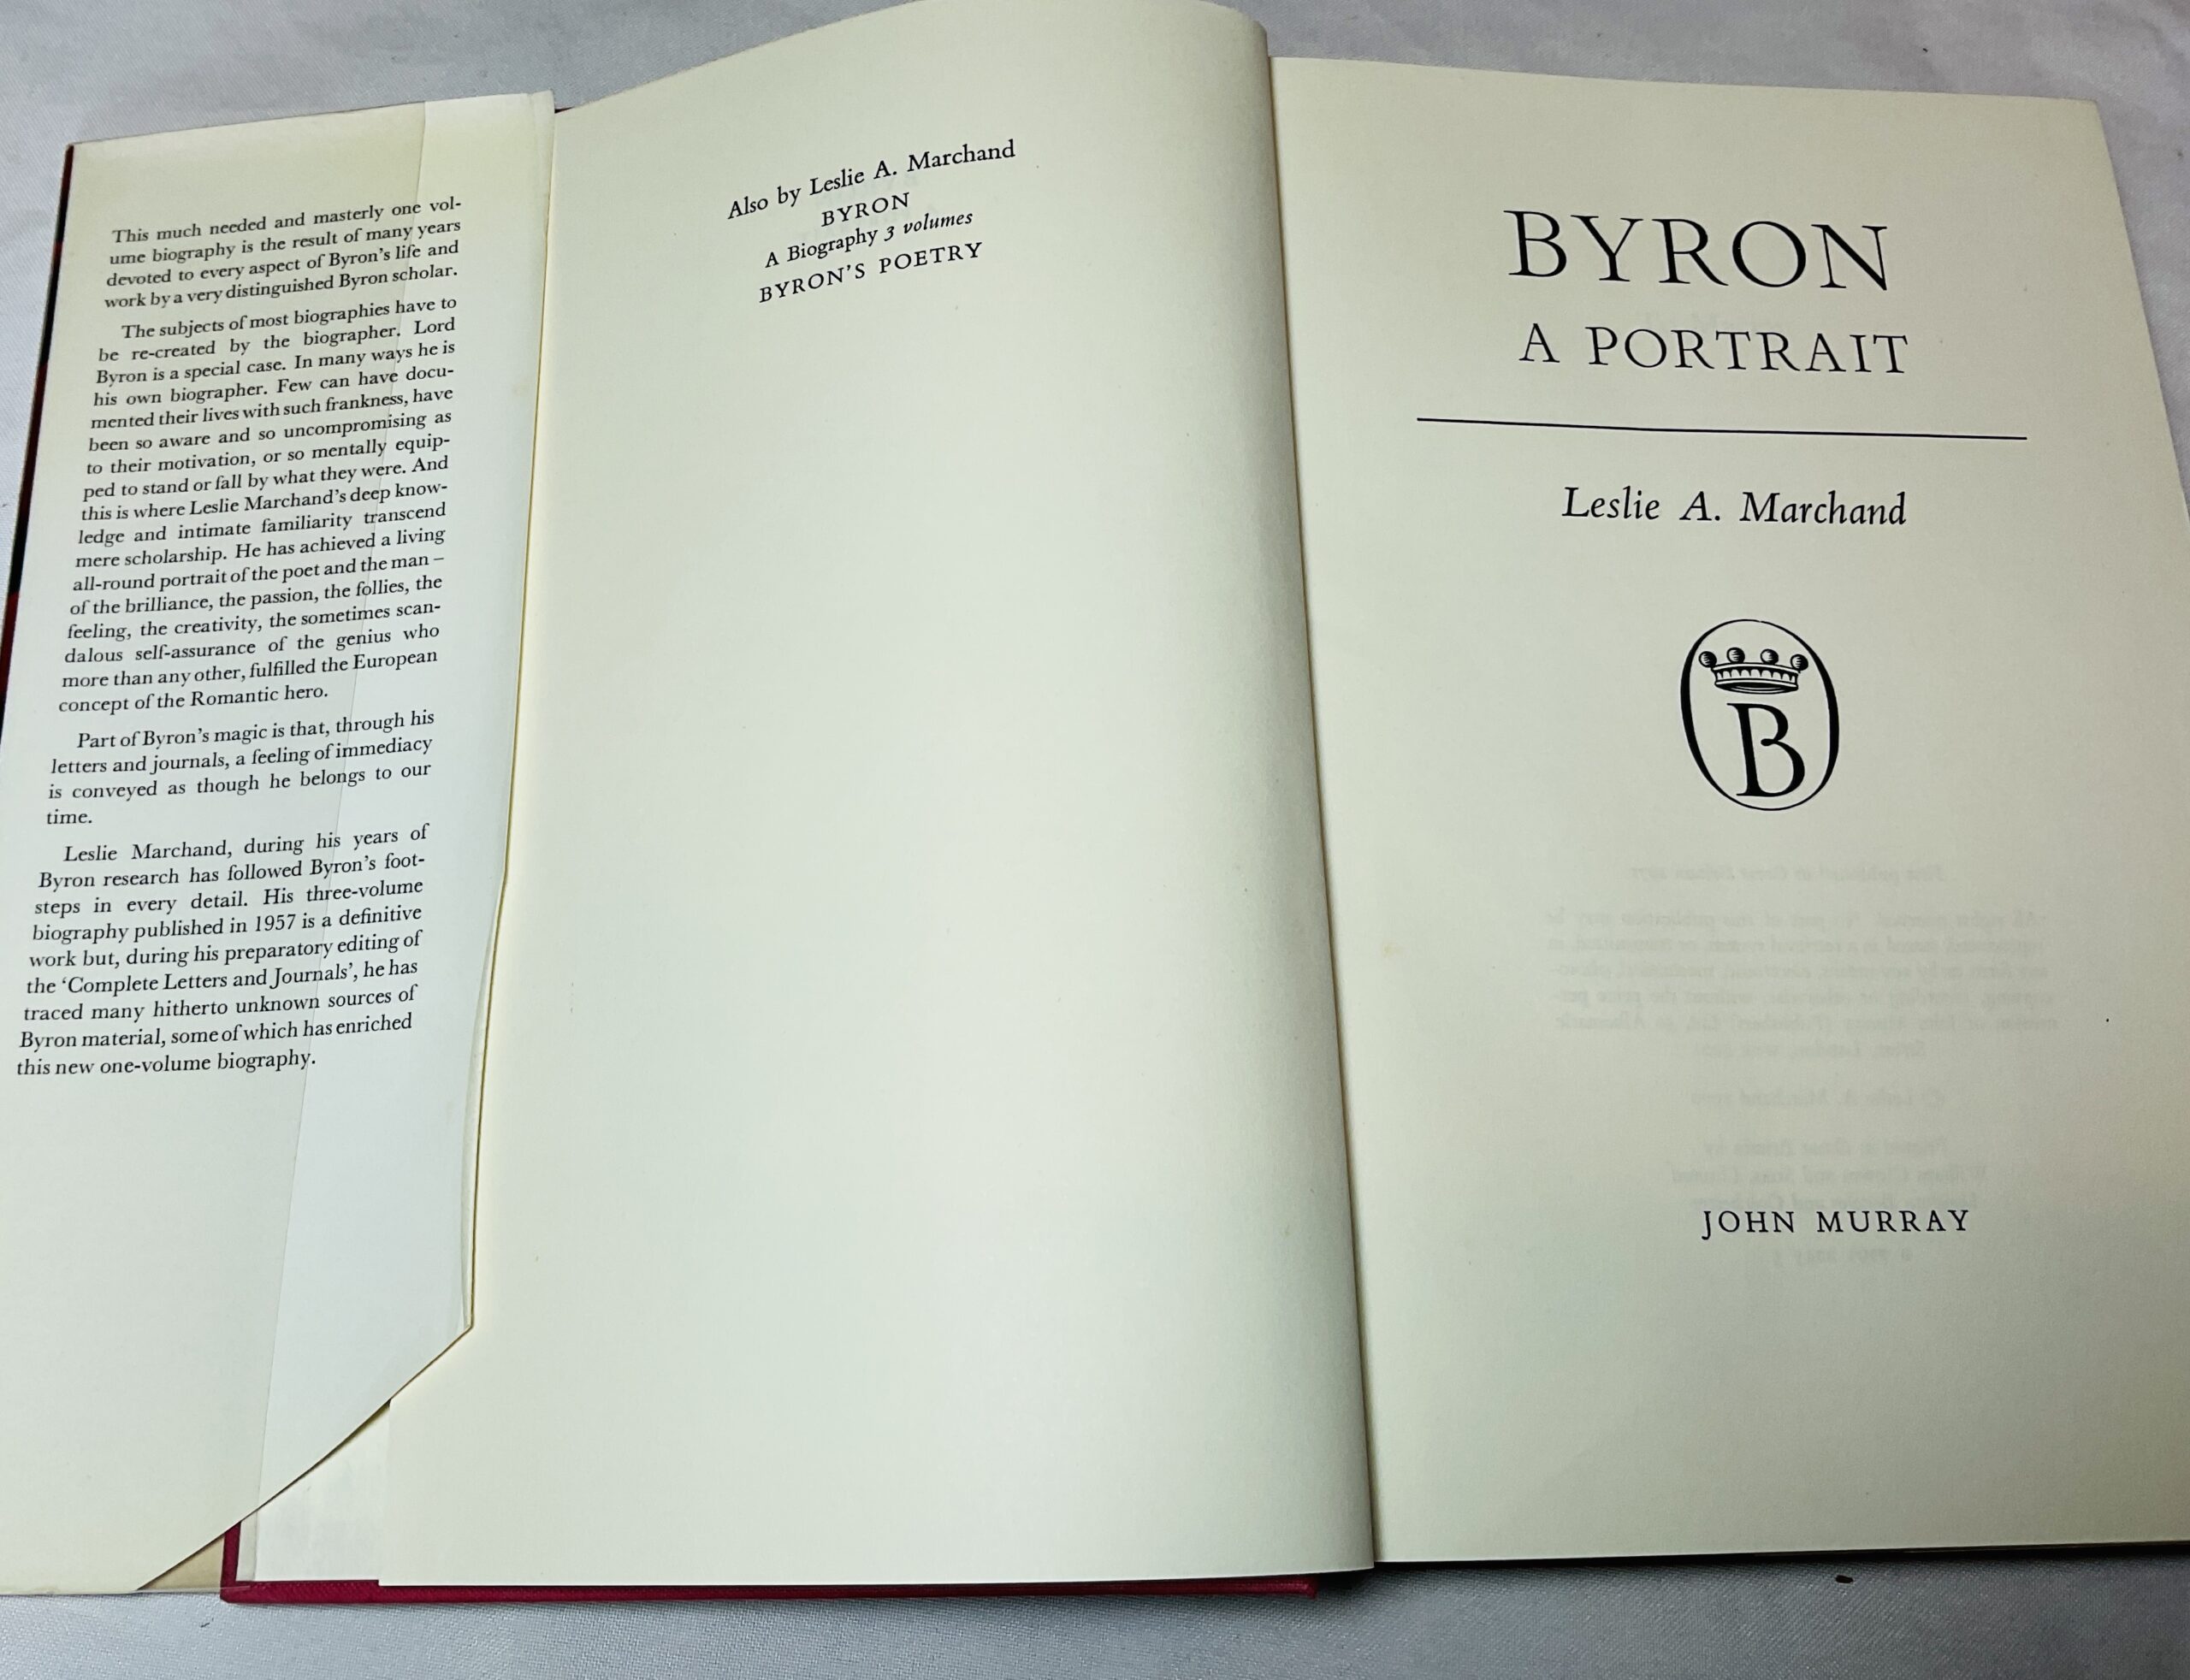 This much needed and masterly one vol-
ume biography is the result of many years
devoted to every aspect of Byron's life and
work by a very distinguished Byron scholar.
The subjects of most biographies have to
be re-created by the biographer. Lord
Byron is a special case. In many ways he is
his own biographer. Few can have docu-
mented their lives with such frankness, have
been so aware and so uncompromising as
to their motivation, or so mentally equip-
ped to stand or fall by what they were. And
this is where Leslie Marchand's deep know-
ledge and intimate familiarity transcend
mere scholarship. He has achieved a living
all-round portrait of the poet and the man –
of the brilliance, the passion, the follies, the
feeling, the creativity, the sometimes scan-
dalous self-assurance of the genius who
more than any other, fulfilled the European
concept of the Romantic hero.
Part of Byron's magic is that, through his
letters and journals, a feeling of immediacy
is conveyed as though he belongs to our
time.
Leslie Marchand, during his years of
Byron research has followed Byron's foot-
steps in every detail. His three-volume
biography published in 1957 is a definitive
work but, during his preparatory editing of
the 'Complete Letters and Journals', he has
traced many hitherto unknown sources of
Byron material, some of which has enriched
this new one-volume biography.
Also by Leslie A. Marchand
BYRON
A Biography 3 volumes
BYRON'S POETRY
BYRON
A PORTRAIT
Leslie A. Marchand
B
JOHN MURRAY